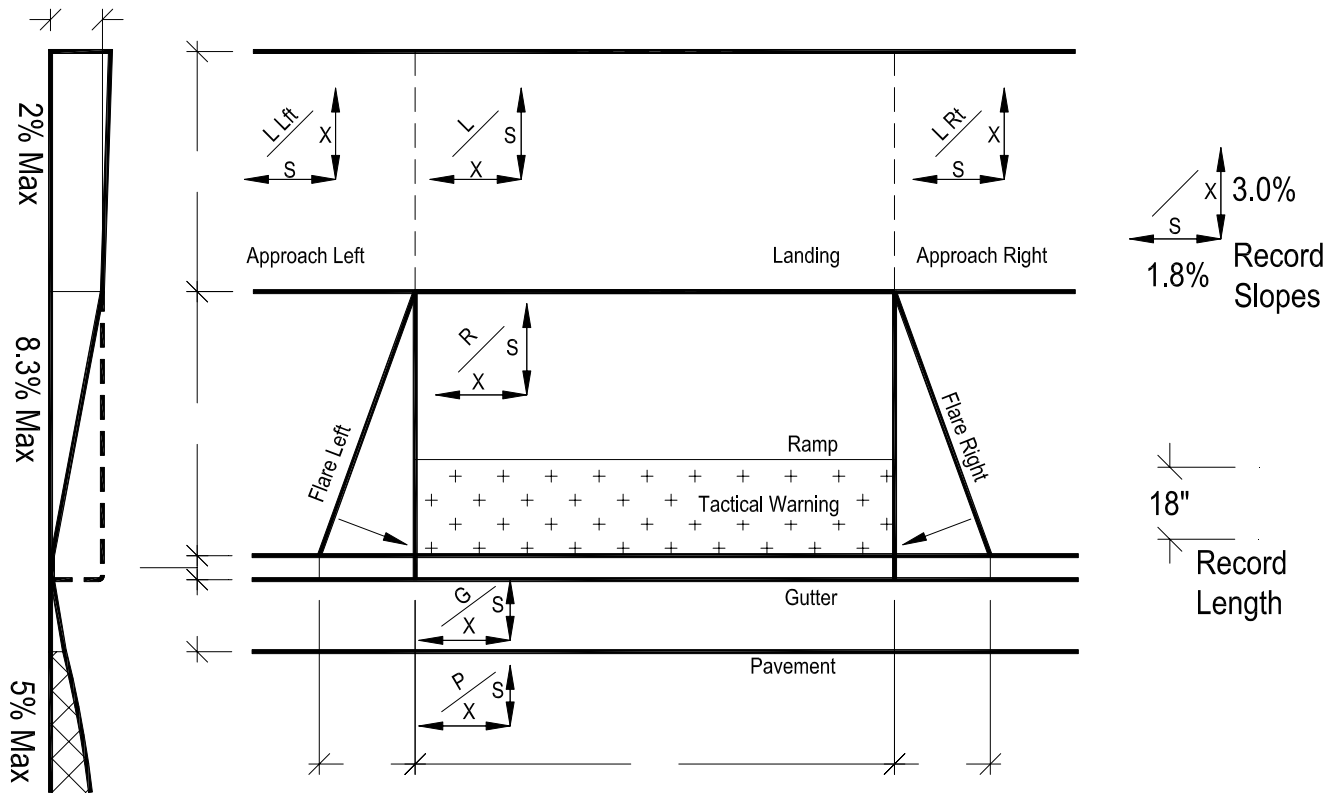 2% Max
8.3% Max
5% Max
L Lft
X
S
L
S
X
L Rt
X
S
Approach Left
Landing
Approach Right
X
3.0%
S
1.8%
Record
Slopes
R
S
X
Flare Left
Ramp
Tactical Warning
Flare Right
18"
Record
Length
G
S
X
Gutter
Pavement
P
S
X